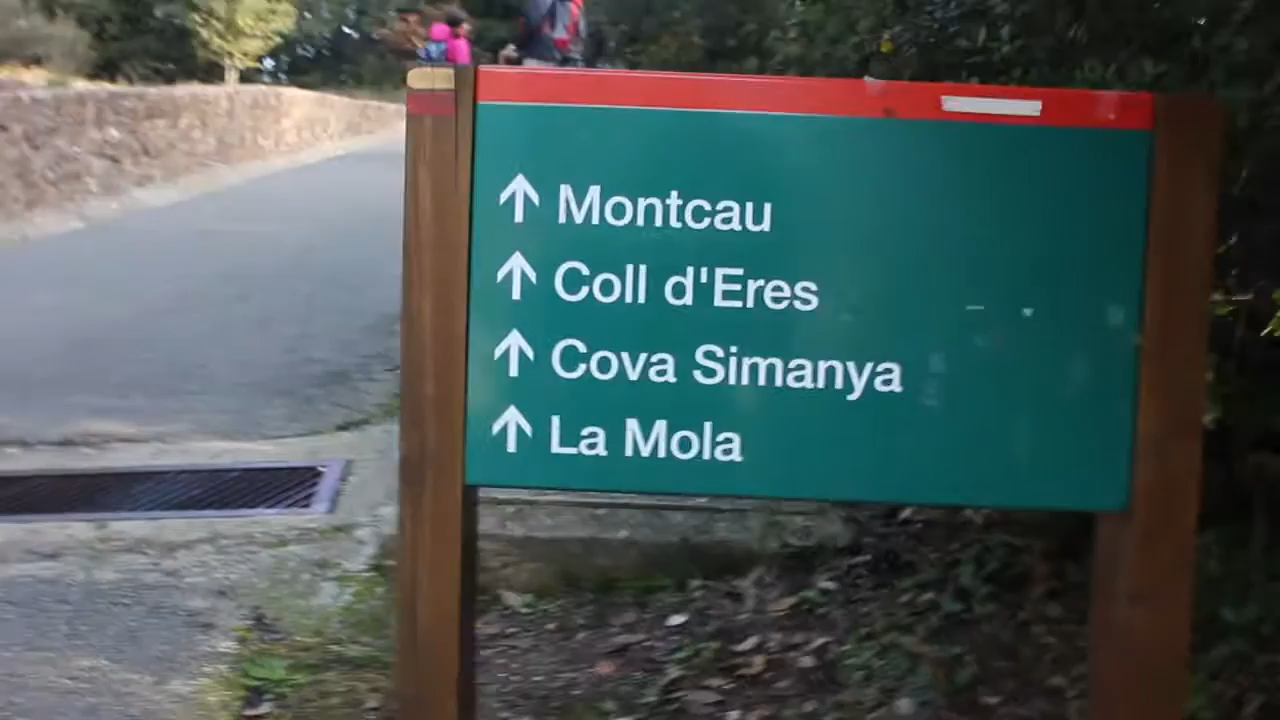 ↑ Montcau
↑ Coll d'Eres
↑ Cova Simanya
↑ La Mola